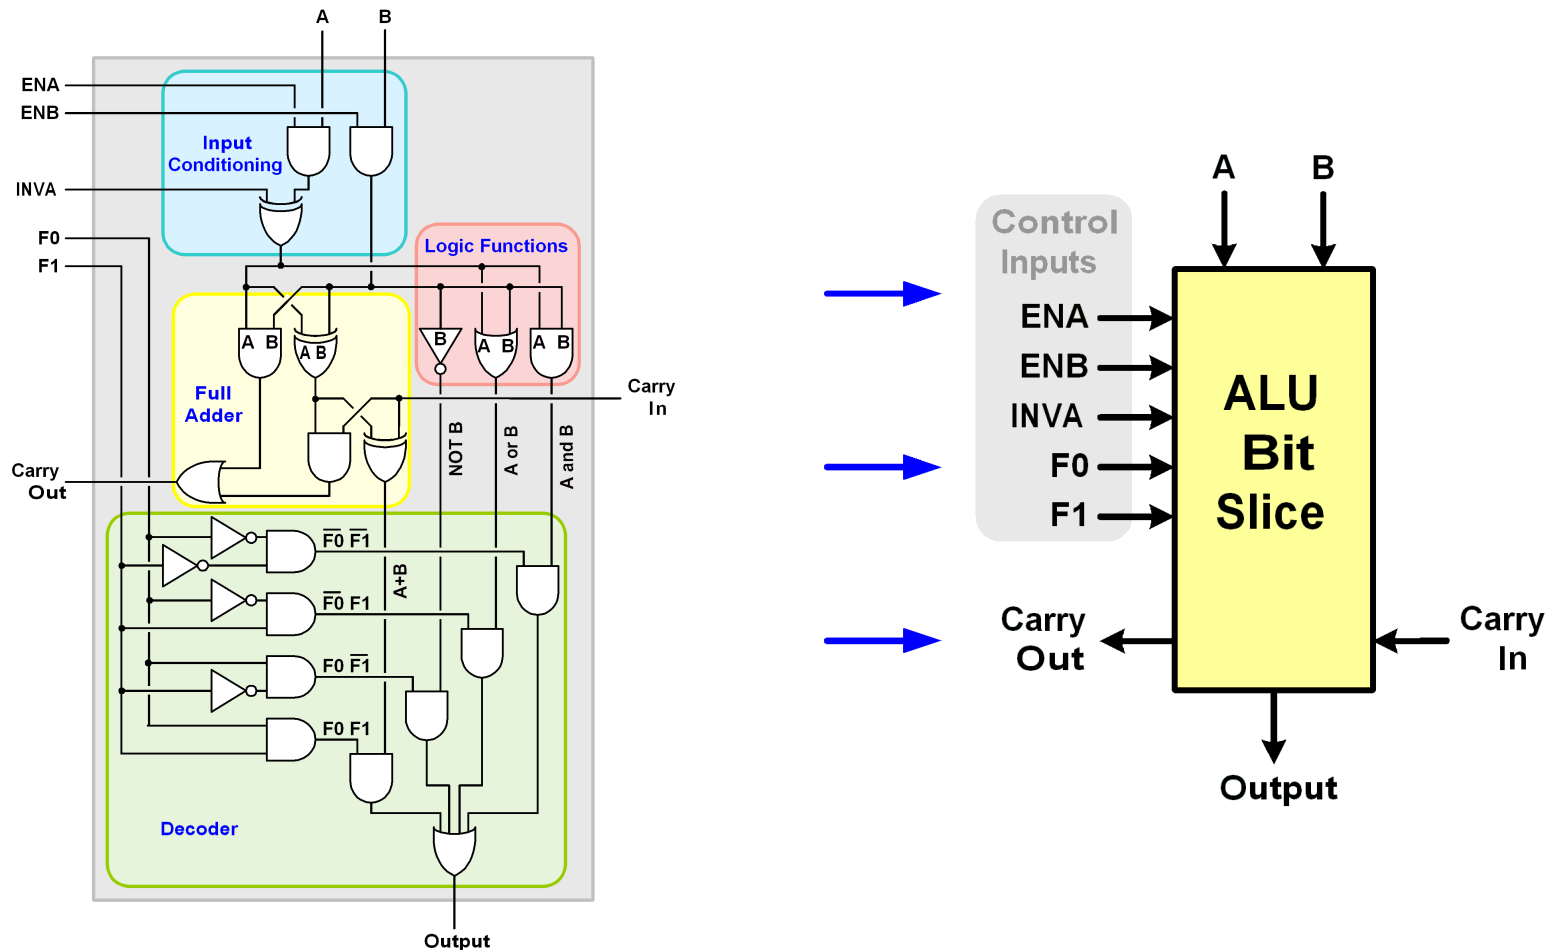 A
B
ENA
ENB
Input
Conditioning
INVA
F0
F1
Logic Functions
A B
A B
B
A B
A B
Full
Adder
Carry
In
Carry
Out
NOT B
A or B
A and B
A+B
F̅0̅ F̅1̅
F̅0̅ F1
F0 F̅1̅
F0 F1
Decoder
Output
A
B
Control
Inputs
ENA
ENB
INVA
F0
F1
ALU
Bit
Slice
Carry
Out
Carry
In
Output